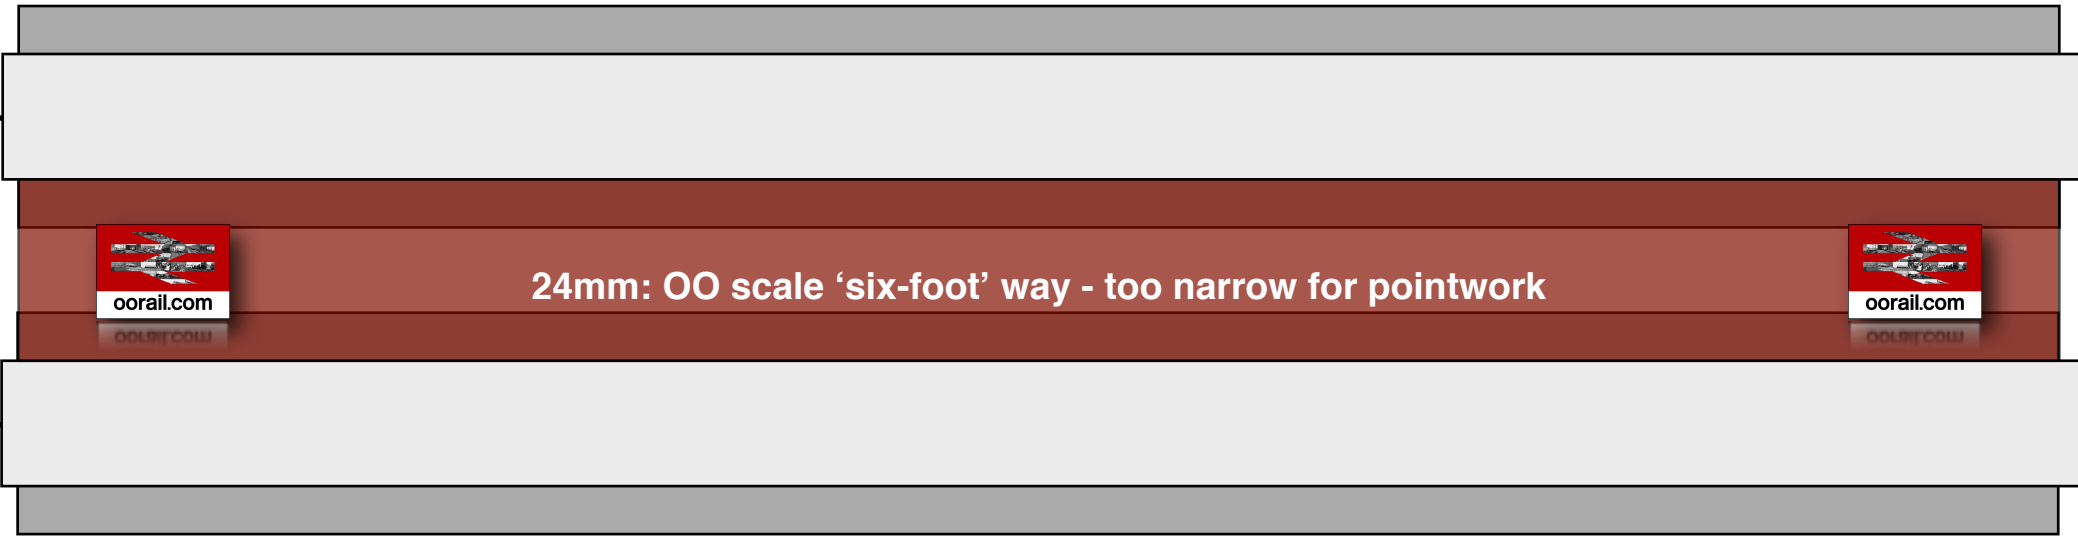 24mm: OO scale ‘six-foot’ way - too narrow for pointwork
oorail.com
oorail.com